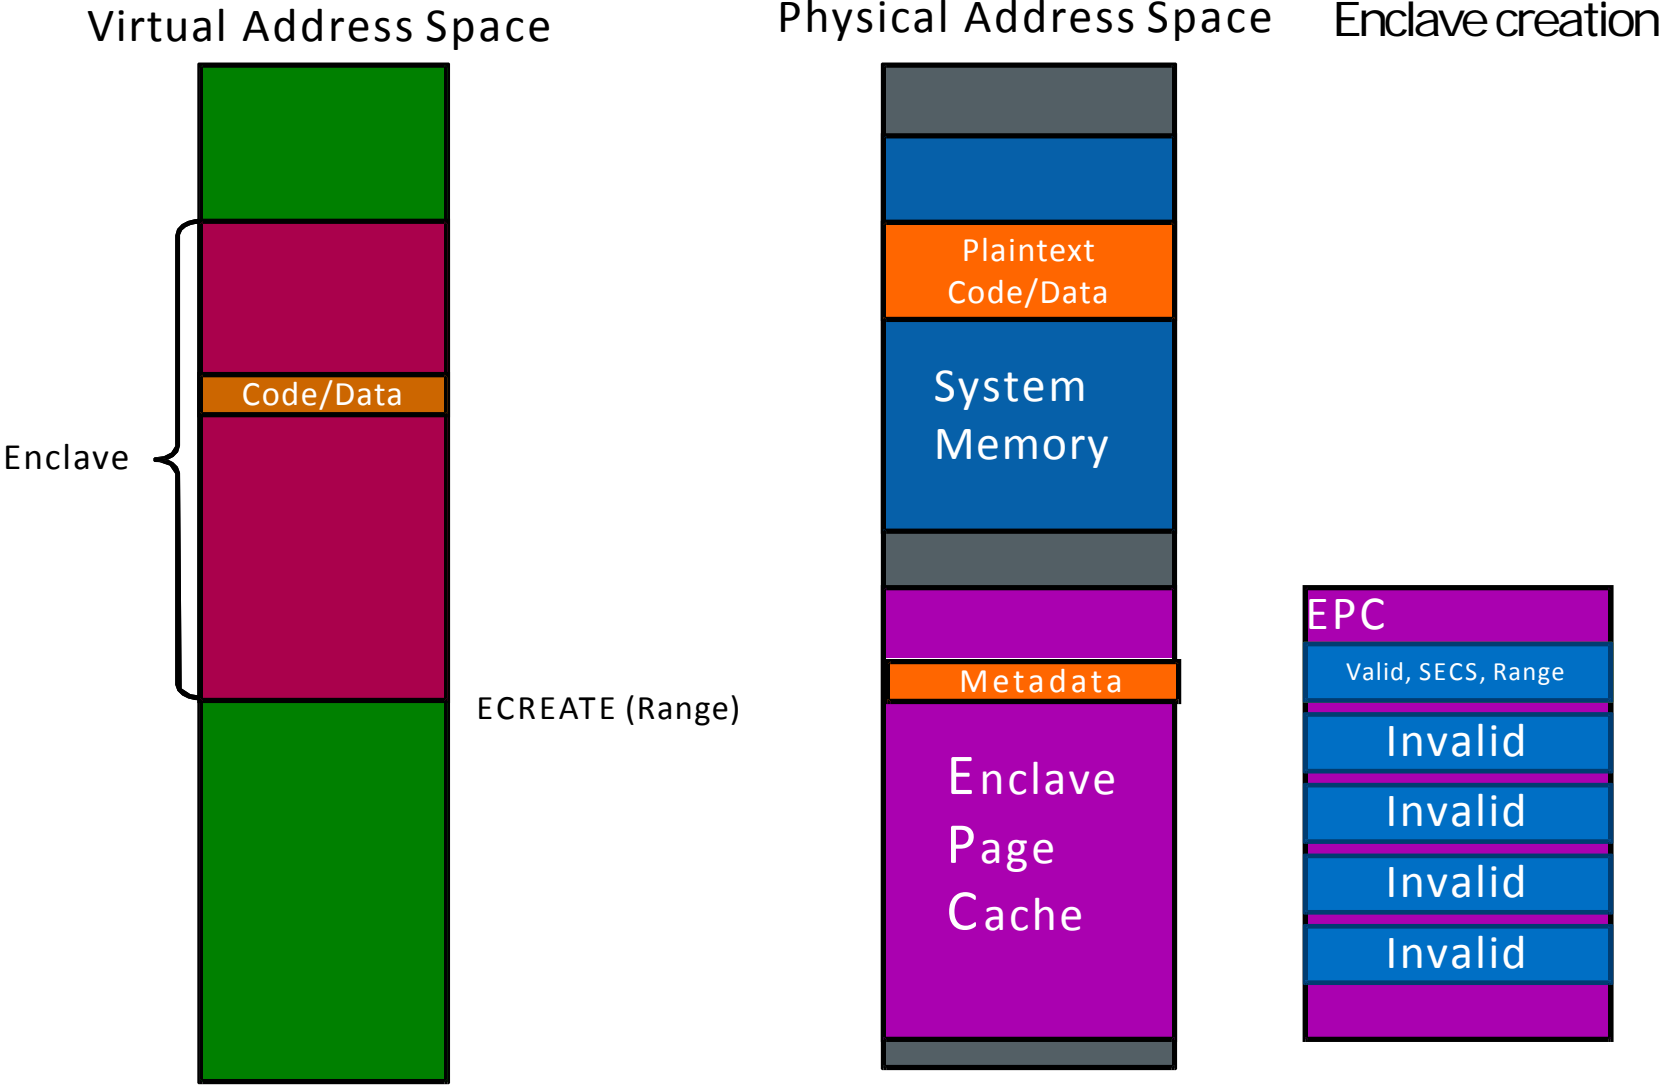 Virtual Address Space
Physical Address Space
Enclave creation
Plaintext
Code/Data
System
Memory
Code/Data
Enclave
EPC
Valid, SECS, Range
Metadata
ECREATE (Range)
Invalid
Enclave
Page
Cache
Invalid
Invalid
Invalid